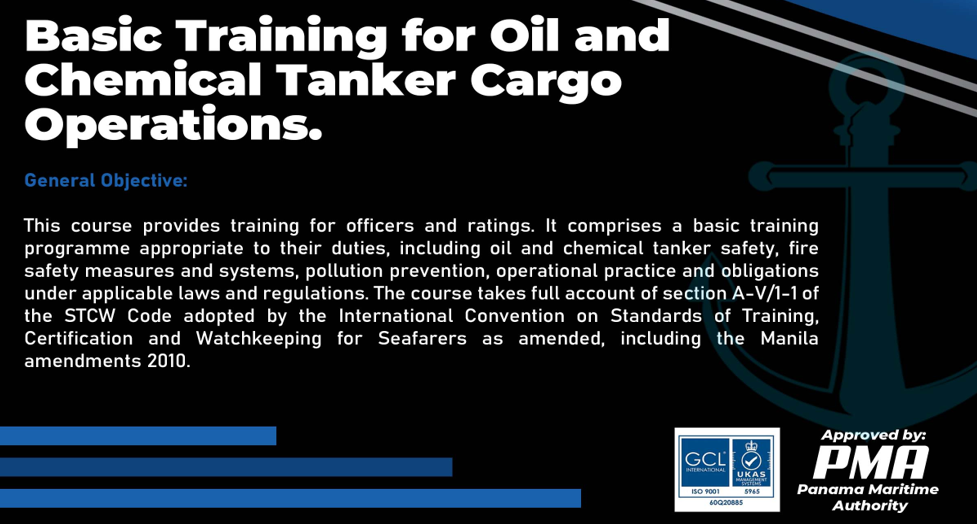 Basic Training for Oil and
Chemical Tanker Cargo
Operations.
General Objective:
This course provides training for officers and ratings. It comprises a basic training
programme appropriate to their duties, including oil and chemical tanker safety, fire
safety measures and systems, pollution prevention, operational practice and obligations
under applicable laws and regulations. The course takes full account of section A-V/1-1 of
the STCW Code adopted by the International Convention on Standards of Training,
Certification and Watchkeeping for Seafarers as amended, including the Manila
amendments 2010.
GCL
INTERNATIONAL
UKAS
MANAGEMENT
SYSTEMS
ISO 9001
5965
60Q20885
Approved by:
PMA
Panama Maritime
Authority